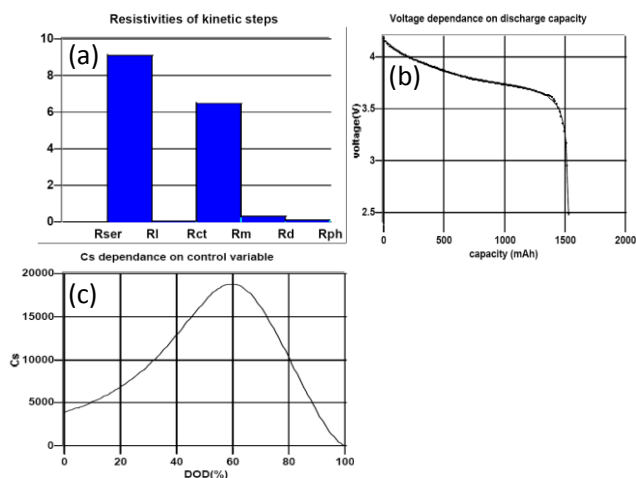 Resistivities of kinetic steps
(a)
10
8
6
4
2
0
Rser Rl Rct Rm Rd Rph
Voltage dependance on discharge capacity
(b)
voltage(V)
4
3.5
3
2.5
0 500 1000 1500 2000
capacity (mAh)
Cs dependance on control variable
(c)
Cs
20000
15000
10000
5000
0
0 20 40 60 80 100
DOD(%)